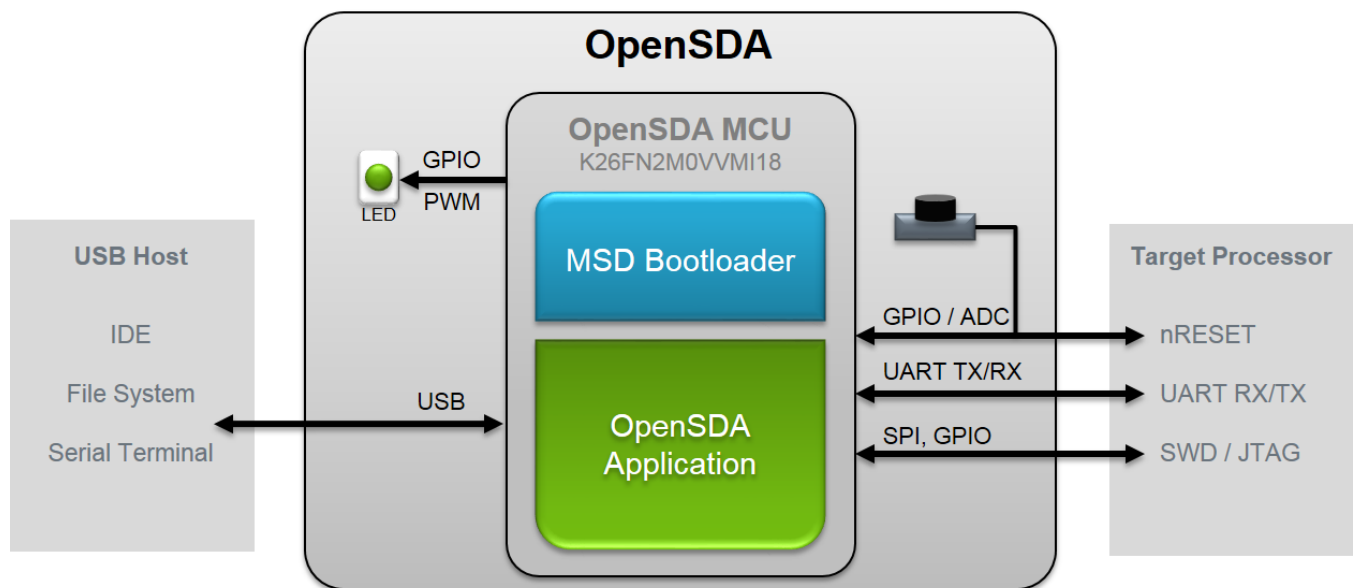 OpenSDA
OpenSDA MCU
K26FN2M0VVMI18
GPIO
PWM
LED
MSD Bootloader
USB Host
IDE
File System
Serial Terminal
USB
OpenSDA
Application
GPIO / ADC
UART TX/RX
SPI, GPIO
Target Processor
nRESET
UART RX/TX
SWD / JTAG